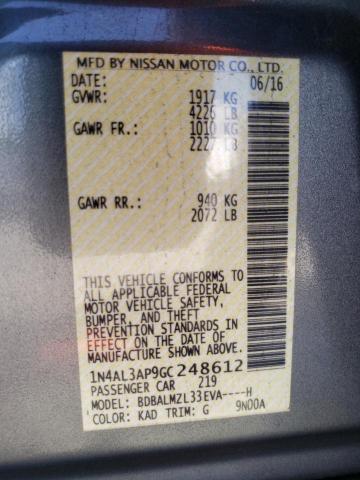 MFD BY NISSAN MOTOR CO., LTD.
DATE: 06/16
GVWR: 1917 KG
4226 LB
GAWR FR.: 1010 KG
2227 LB
GAWR RR.: 940 KG
2072 LB
THIS VEHICLE CONFORMS TO
ALL APPLICABLE FEDERAL
MOTOR VEHICLE SAFETY,
BUMPER, AND THEFT
PREVENTION STANDARDS IN
EFFECT ON THE DATE OF
MANUFACTURE SHOWN ABOVE.
1N4AL3AP9GC248612
PASSENGER CAR 219
MODEL: BDBALMZL33EVA----H
COLOR: KAD TRIM: G 9N00A